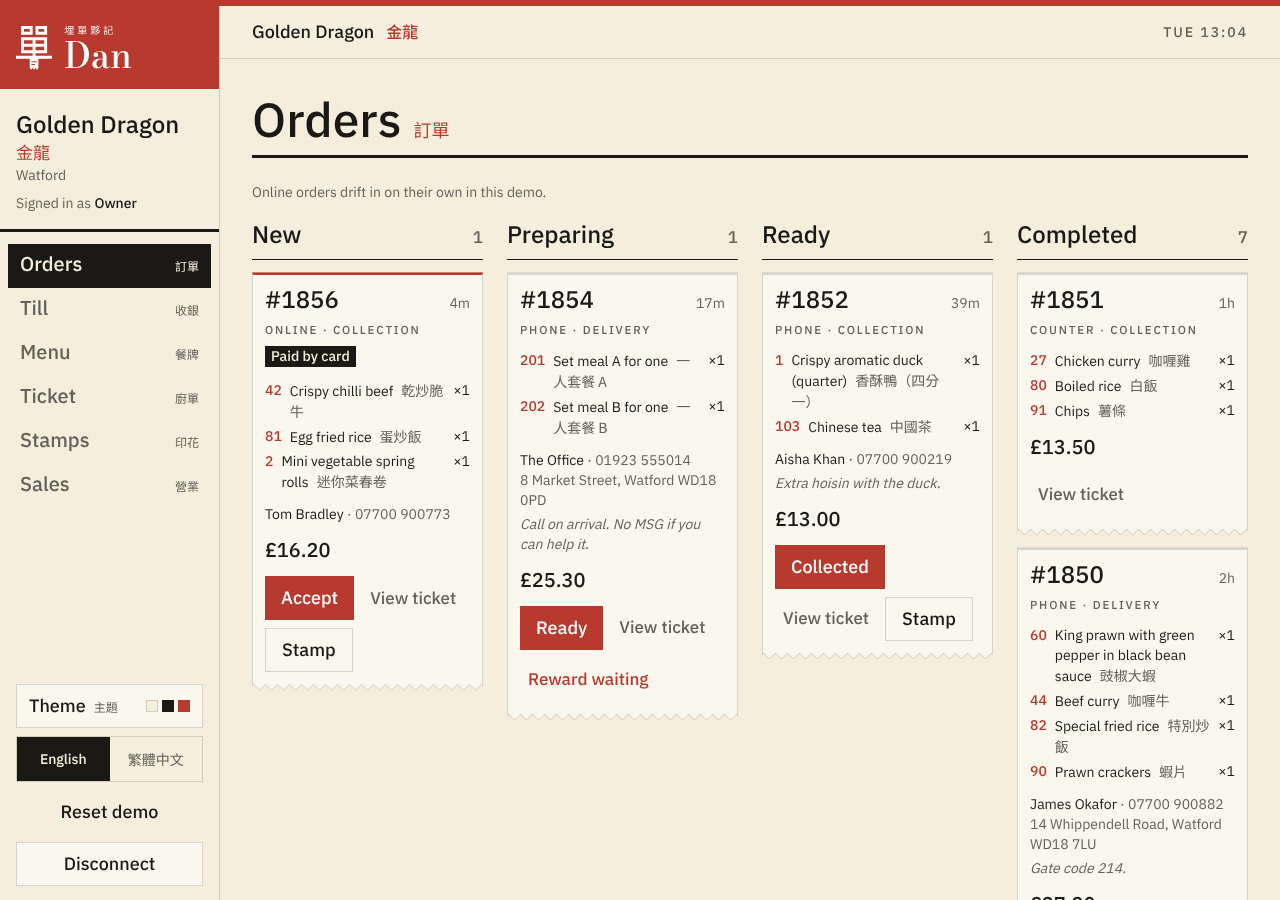 單
埋單夥記
Dan
Golden Dragon
金龍
Watford
Signed in as Owner
Orders 訂單
Till 收銀
Menu 餐牌
Ticket 廚單
Stamps 印花
Sales 營業
Theme 主題
English 繁體中文
Reset demo
Disconnect
Golden Dragon 金龍
TUE 13:04
Orders 訂單
Online orders drift in on their own in this demo.
New 1
#1856 4m
ONLINE · COLLECTION
Paid by card
42 Crispy chilli beef 乾炒脆 ×1
牛
81 Egg fried rice 蛋炒飯 ×1
2 Mini vegetable spring ×1
rolls 迷你菜春卷
Tom Bradley · 07700 900773
£16.20
Accept View ticket
Stamp
Preparing 1
#1854 17m
PHONE · DELIVERY
201 Set meal A for one 一 ×1
人套餐 A
202 Set meal B for one 一 ×1
人套餐 B
The Office · 01923 555014
8 Market Street, Watford WD18
0PD
Call on arrival. No MSG if you
can help it.
£25.30
Ready View ticket
Reward waiting
Ready 1
#1852 39m
PHONE · COLLECTION
1 Crispy aromatic duck ×1
(quarter) 香酥鴨（四分
一）
103 Chinese tea 中國茶 ×1
Aisha Khan · 07700 900219
Extra hoisin with the duck.
£13.00
Collected
View ticket Stamp
Completed 7
#1851 1h
COUNTER · COLLECTION
27 Chicken curry 咖喱雞 ×1
80 Boiled rice 白飯 ×1
91 Chips 薯條 ×1
£13.50
View ticket
#1850 2h
PHONE · DELIVERY
60 King prawn with green ×1
pepper in black bean
sauce 豉椒大蝦
44 Beef curry 咖喱牛 ×1
82 Special fried rice 特別炒 ×1
飯
90 Prawn crackers 蝦片 ×1
James Okafor · 07700 900882
14 Whippendell Road, Watford
WD18 7LU
Gate code 214.